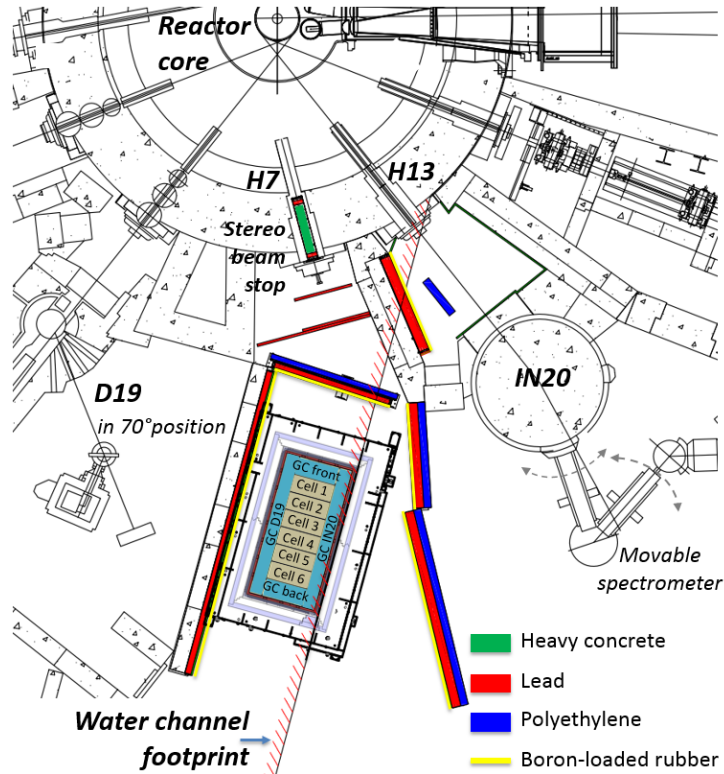 Reactor
core
H7
H13
Stereo
beam
stop
D19
in 70°position
IN20
GC front
Cell 1
Cell 2
Cell 3
Cell 4
Cell 5
Cell 6
GC back
GC D19
GC IN20
Movable
spectrometer
Heavy concrete
Lead
Polyethylene
Boron-loaded rubber
Water channel
footprint